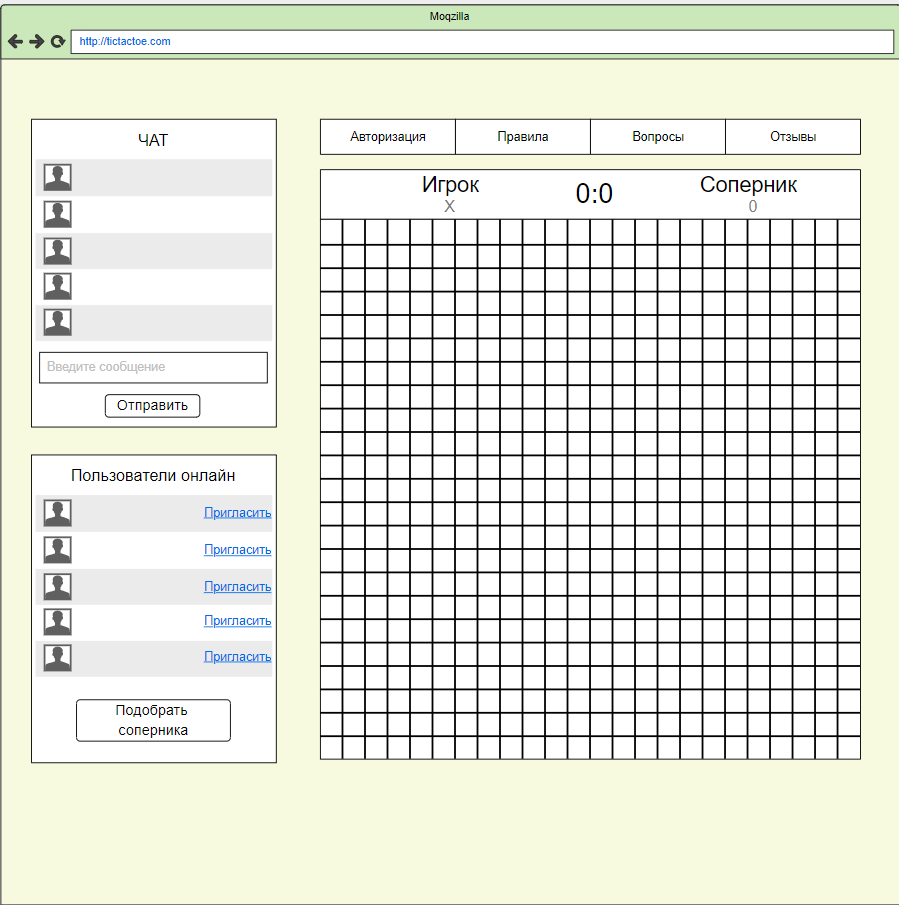 Moqzilla
http://tictactoe.com
ЧАТ
Введите сообщение
Отправить
Пользователи онлайн
Пригласить
Пригласить
Пригласить
Пригласить
Пригласить
Подобрать
соперника
Авторизация
Правила
Вопросы
Отзывы
Игрок
X
0:0
Соперник
0